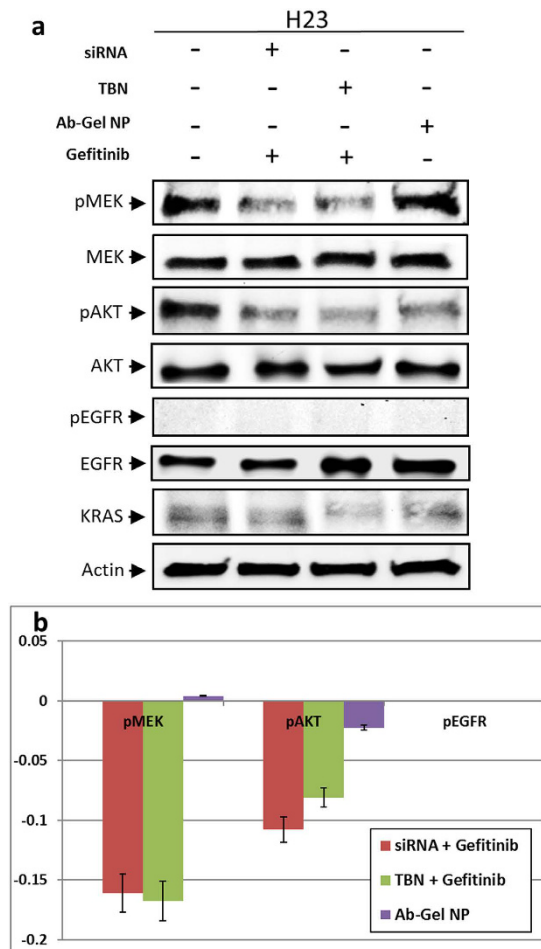 a
H23
siRNA - + - -
TBN - - + -
Ab-Gel NP - - - +
Gefitinib - + + -
pMEK
MEK
pAKT
AKT
pEGFR
EGFR
KRAS
Actin
b
0.05
0
pMEK pAKT pEGFR
-0.05
-0.1
-0.15
-0.2
siRNA + Gefitinib
TBN + Gefitinib
Ab-Gel NP